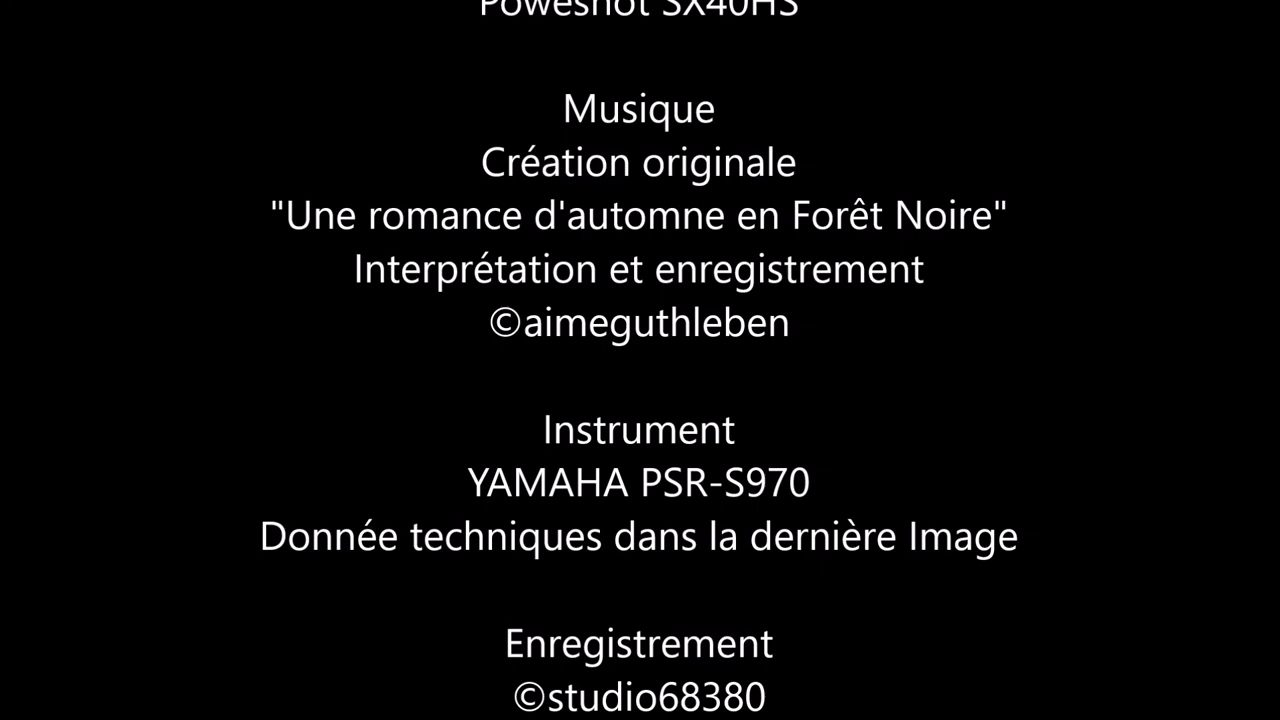 Poweshot SX40HS
Musique
Création originale
"Une romance d'automne en Forêt Noire"
Interprétation et enregistrement
©aimeguthleben
Instrument
YAMAHA PSR-S970
Donnée techniques dans la dernière Image
Enregistrement
©studio68380